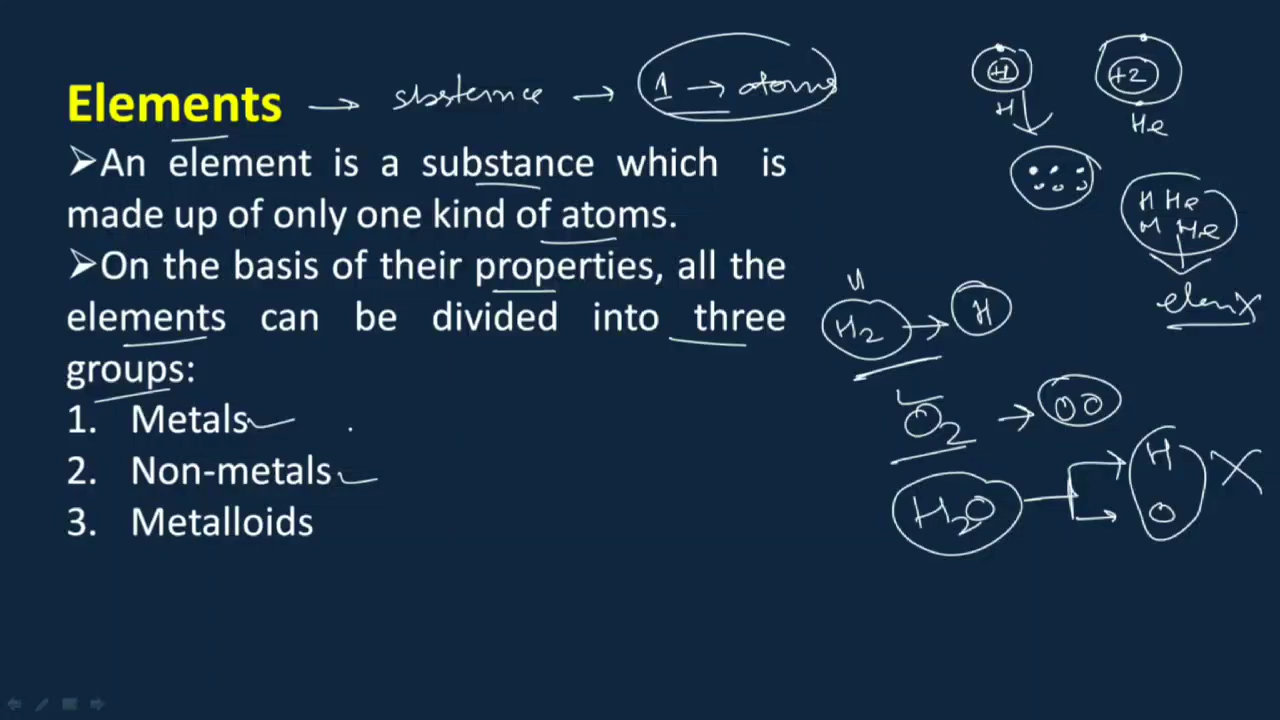 Elements → substance → 1 → atoms
➤An element is a substance which is
made up of only one kind of atoms.
➤On the basis of their properties, all the
elements can be divided into three
groups:
1. Metals
2. Non-metals
3. Metalloids
+1
H
+2
He
H He
H He
elem X
H
H2 → H
O2 → OO
H2O
H
O
X